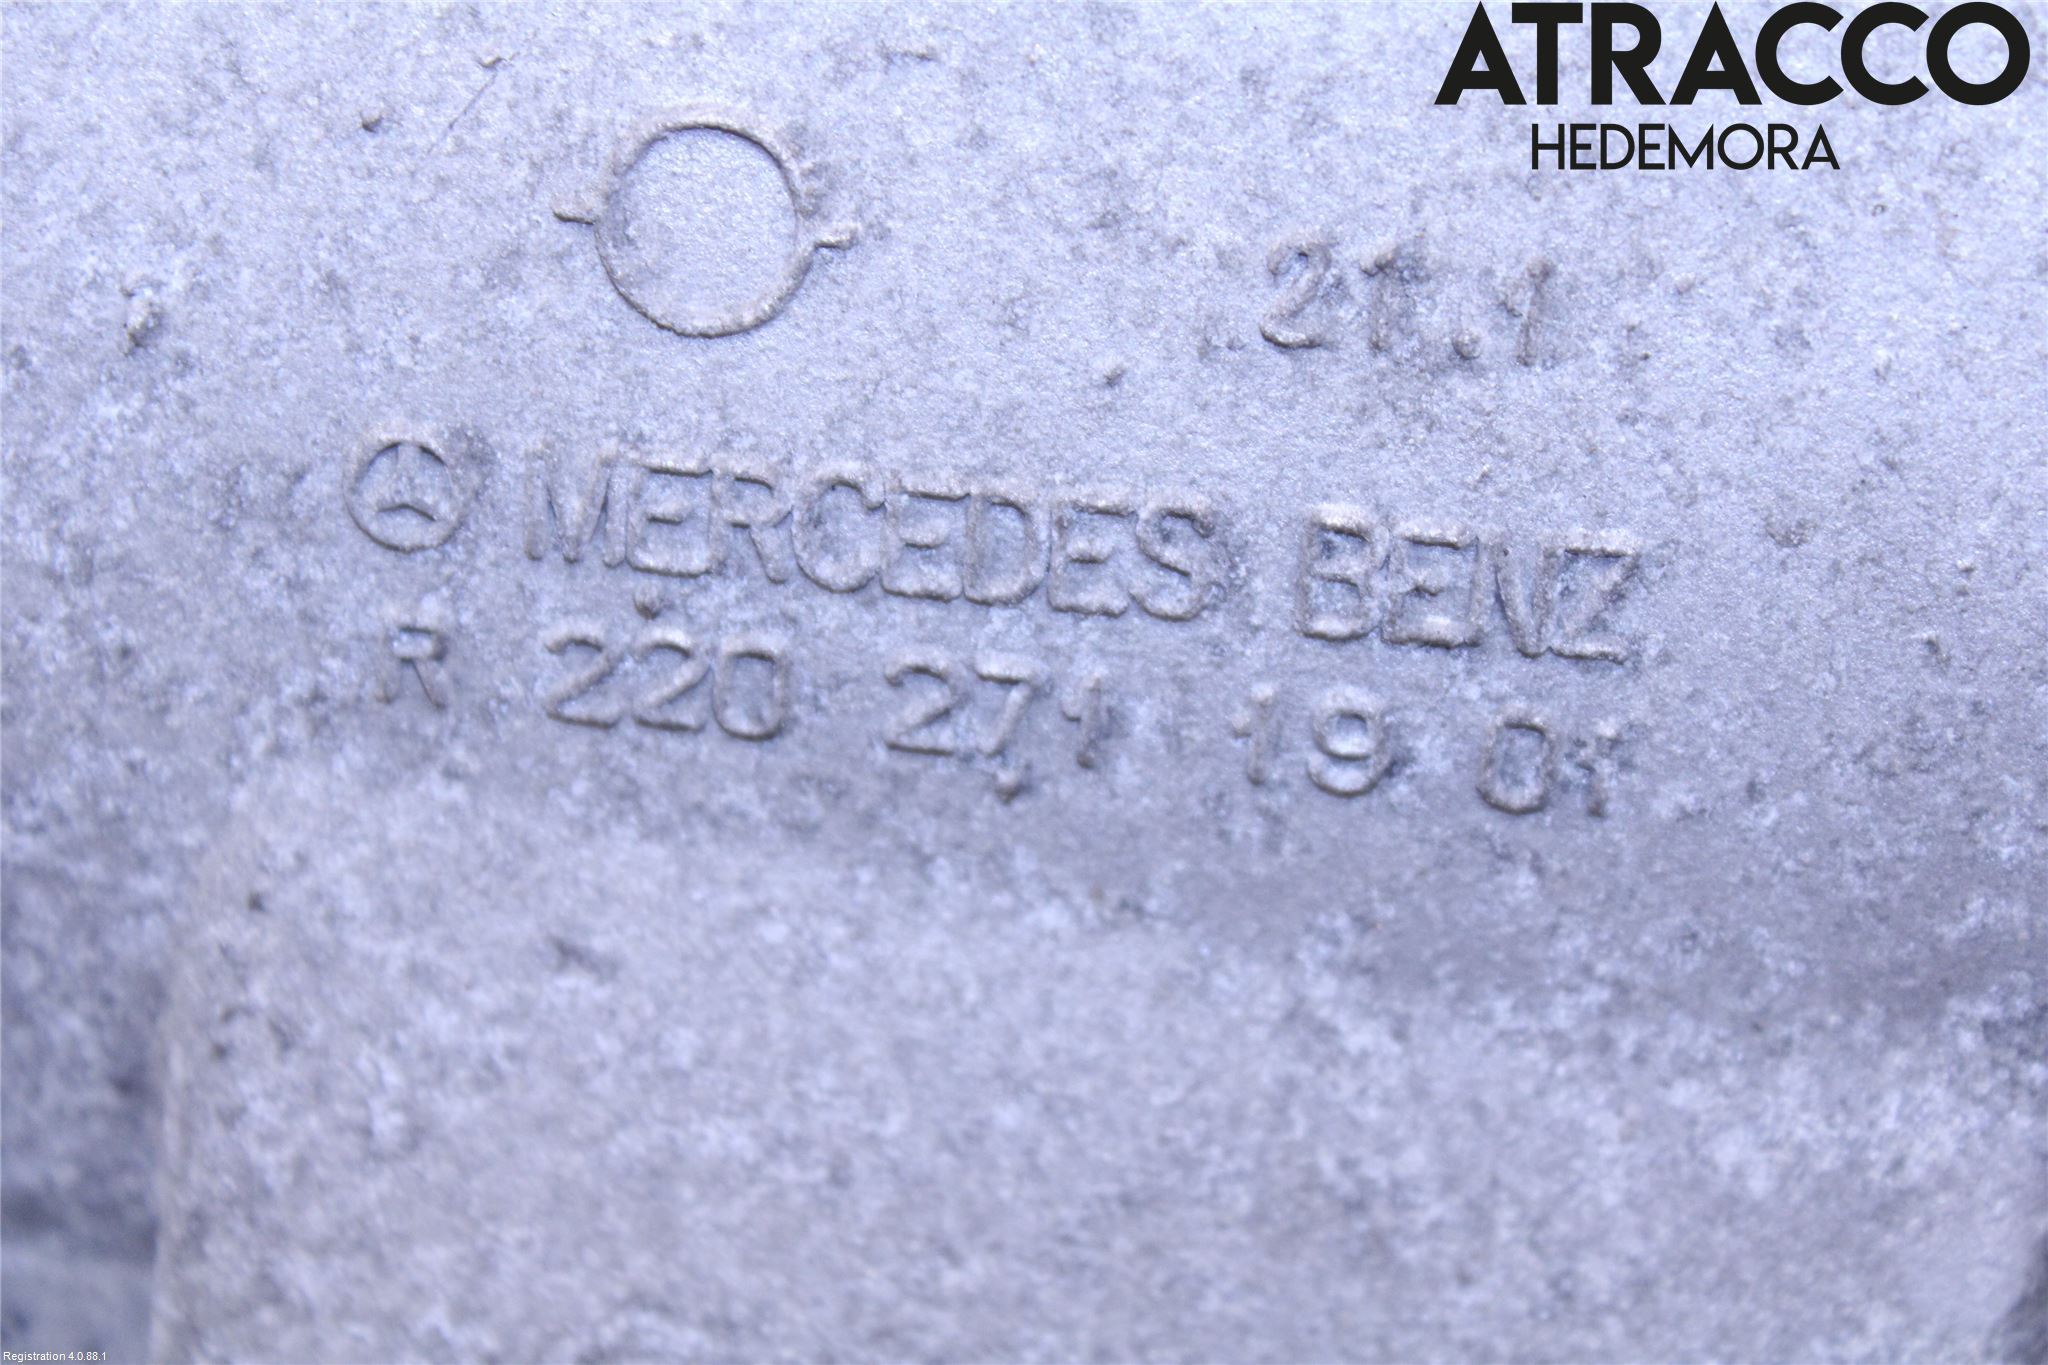 ATRACCO
HEDEMORA
21.1
MERCEDES BENZ
R 220 271 19 01
Registration 4.0.88.1